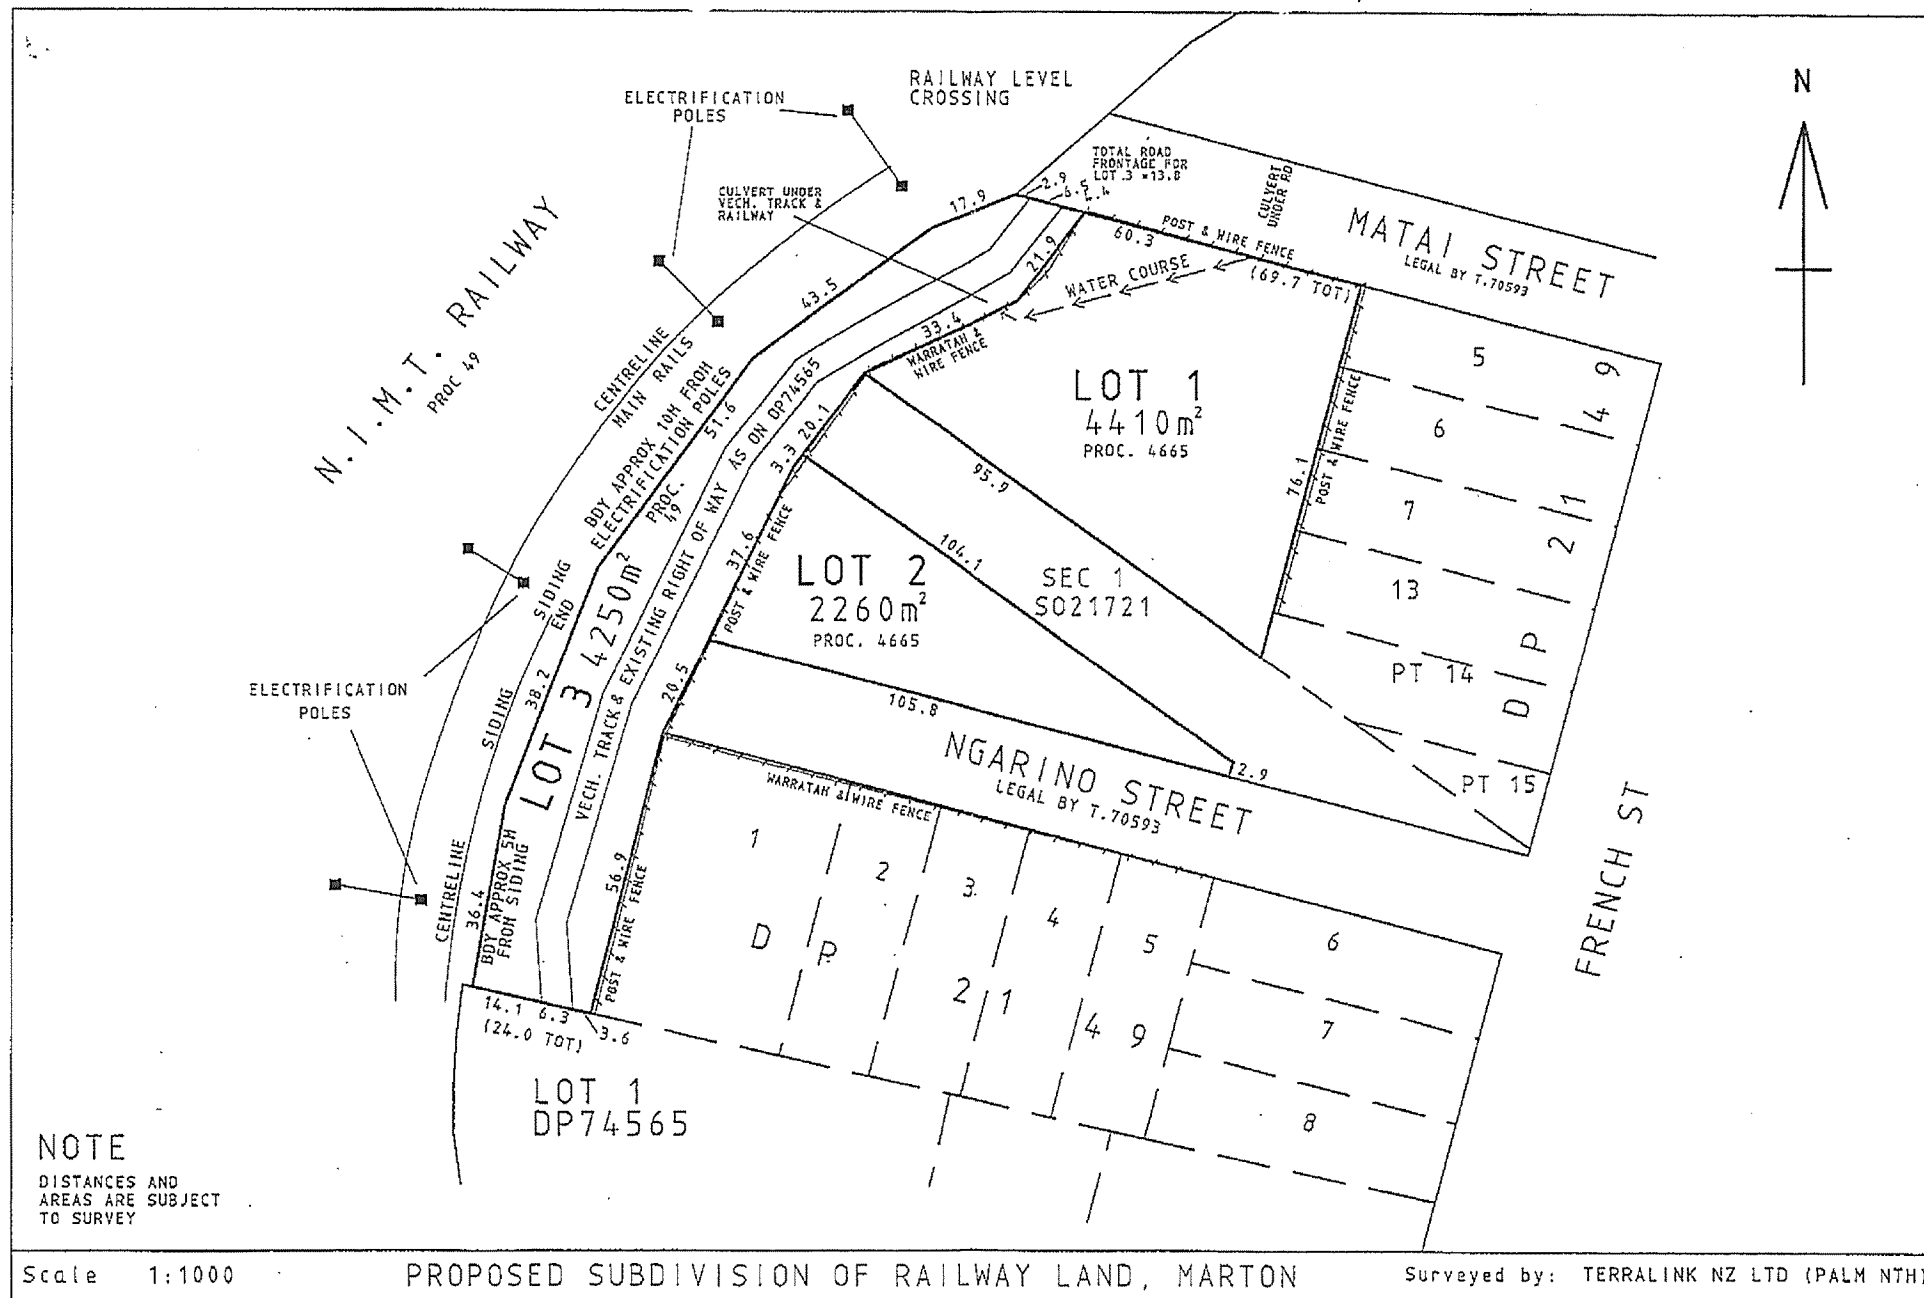 RAILWAY LEVEL
CROSSING
ELECTRIFICATION
POLES
N
TOTAL ROAD
FRONTAGE FOR
LOT 3 =13.8
CULVERT
UNDER RD
CULVERT UNDER
VECH. TRACK &
RAILWAY
2.9
6.5
17.9
POST & WIRE FENCE
60.3
(69.7 TOT)
MATAI STREET
LEGAL BY T.70593
21.9
WATER COURSE
N.I.M.T. RAILWAY
PROC 49
43.5
33.4
WARRATAH &
WIRE FENCE
CENTRELINE
MAIN RAILS
BDY APPROX 10M FROM
ELECTRIFICATION POLES
51.6
PROC.
49
LOT 1
4410m²
PROC. 4665
5
6
7
13
PT 14
PT 15
DP 2149
76.1
POST & WIRE FENCE
20.1
3.3
95.9
104.1
37.6
POST & WIRE FENCE
LOT 2
2260m²
PROC. 4665
SEC 1
SO21721
SIDING
END
LOT 3 4250m²
VECH. TRACK & EXISTING RIGHT OF WAY AS ON DP74565
38.2
20.5
105.8
2.9
ELECTRIFICATION
POLES
SIDING
CENTRELINE
NGARINO STREET
LEGAL BY T.70593
WARRATAH & WIRE FENCE
FRENCH ST
36.4
BDY APPROX 5M
FROM SIDING
56.9
POST & WIRE FENCE
1
2
3
4
5
6
7
8
DP 2149
14.1
6.3
3.6
(24.0 TOT)
LOT 1
DP74565
NOTE
DISTANCES AND
AREAS ARE SUBJECT
TO SURVEY
Scale 1:1000
PROPOSED SUBDIVISION OF RAILWAY LAND, MARTON
Surveyed by: TERRALINK NZ LTD (PALM NTH)